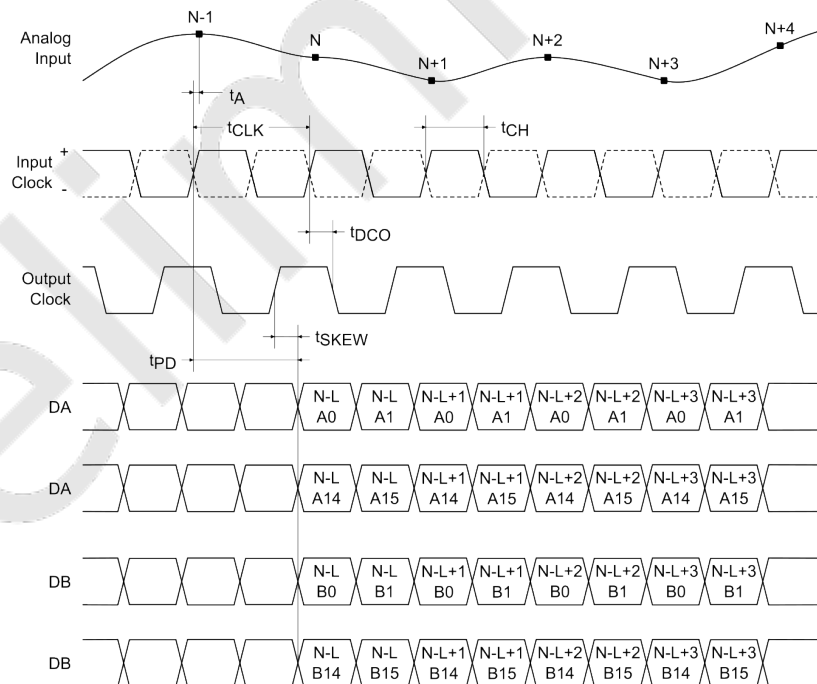 N-1
N
N+1
N+2
N+3
N+4
Analog
Input
tA
tCLK
tCH
Input
Clock
+
-
tDCO
Output
Clock
tSKEW
tPD
DA
N-L N-L N-L+1 N-L+1 N-L+2 N-L+2 N-L+3 N-L+3
A0 A1 A0 A1 A0 A1 A0 A1
DA
N-L N-L N-L+1 N-L+1 N-L+2 N-L+2 N-L+3 N-L+3
A14 A15 A14 A15 A14 A15 A14 A15
DB
N-L N-L N-L+1 N-L+1 N-L+2 N-L+2 N-L+3 N-L+3
B0 B1 B0 B1 B0 B1 B0 B1
DB
N-L N-L N-L+1 N-L+1 N-L+2 N-L+2 N-L+3 N-L+3
B14 B15 B14 B15 B14 B15 B14 B15
elimi